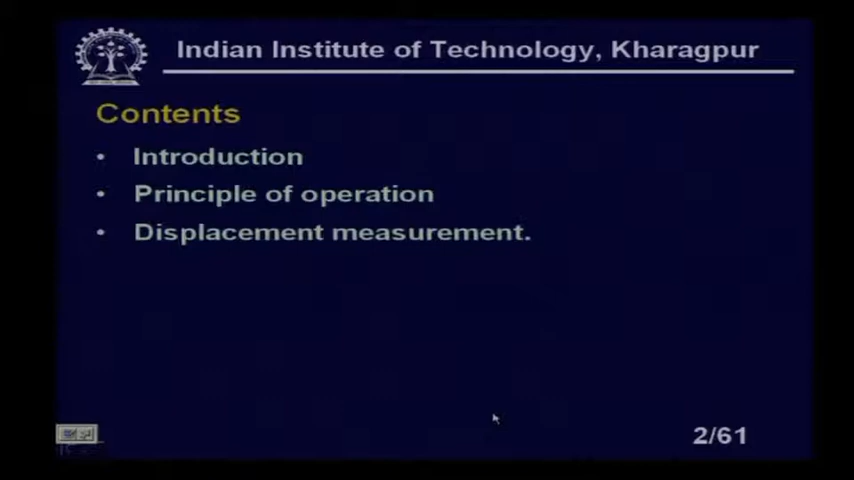 Indian Institute of Technology, Kharagpur
Contents
• Introduction
• Principle of operation
• Displacement measurement.
2/61